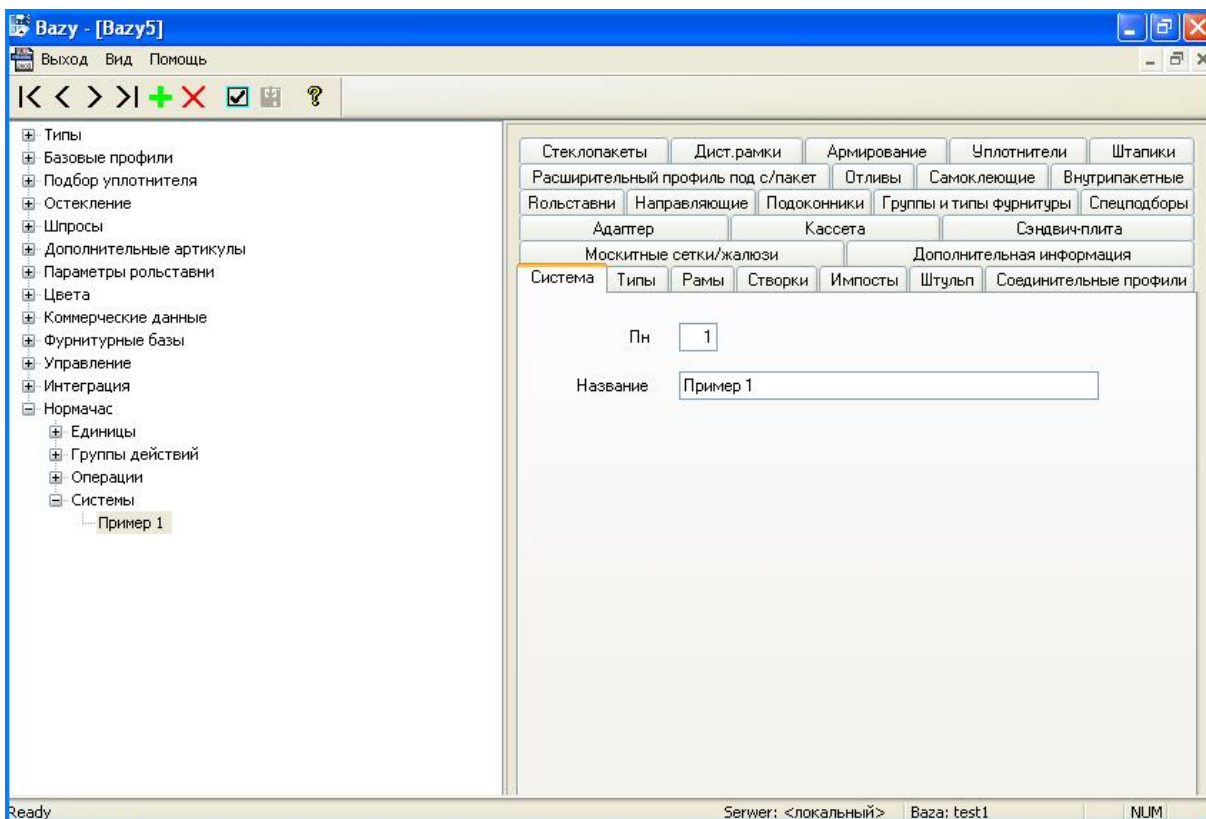 Bazy - [Bazy5]
Выход Вид Помощь
Типы
Базовые профили
Подбор уплотнителя
Остекление
Шпросы
Дополнительные артикулы
Параметры рольставни
Цвета
Коммерческие данные
Фурнитурные базы
Управление
Интеграция
Нормачас
Единицы
Группы действий
Операции
Системы
Пример 1
Стеклопакеты Дист.рамки Армирование Уплотнители Штапики
Расширительный профиль под с/пакет Отливы Самоклеющие Внутрипакетные
Рольставни Направляющие Подоконники Группы и типы фурнитуры Спецподборы
Адаптер Кассета Сэндвич-плита
Москитные сетки/жалюзи Дополнительная информация
Система Типы Рамы Створки Импосты Штульп Соединительные профили
Пн 1
Название Пример 1
Ready Serwer: <локальный> Baza: test1 NUM